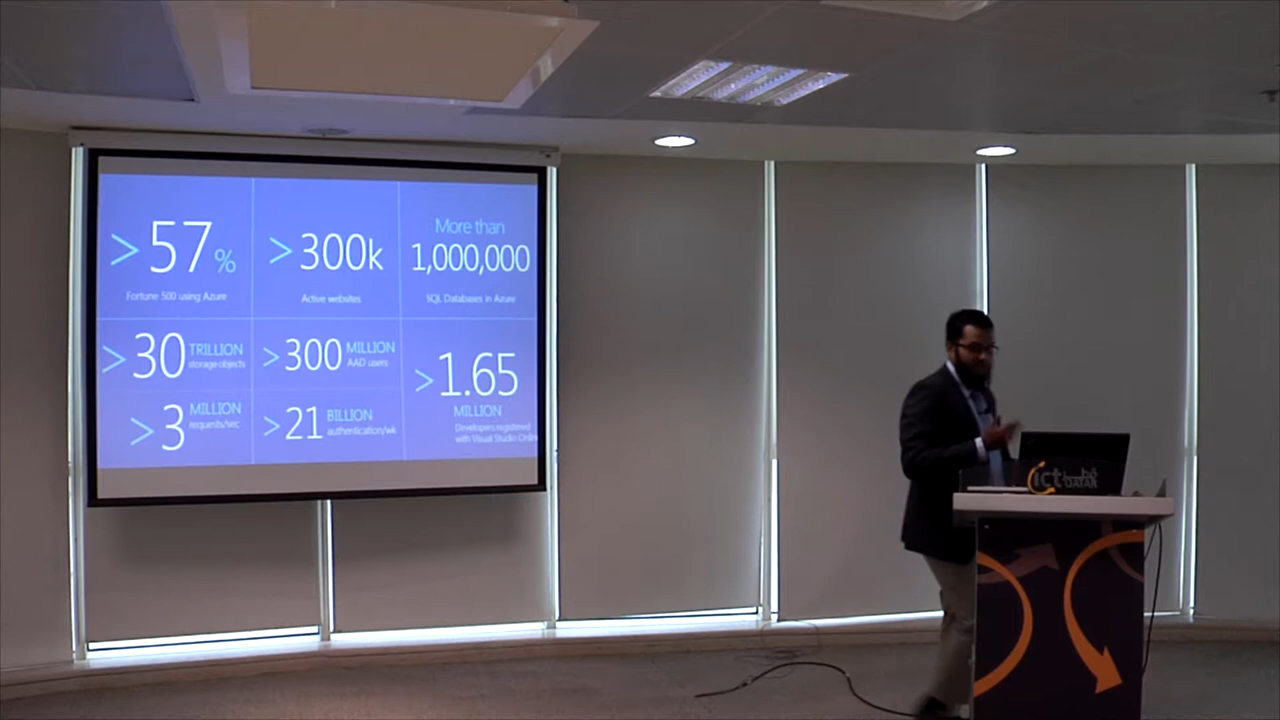 > 57 %
Fortune 500 using Azure
> 300k
Active websites
More than
1,000,000
SQL Databases in Azure
> 30 TRILLION
storage objects
> 300 MILLION
AAD users
> 1.65
MILLION
Developers registered
with Visual Studio Online
> 3 MILLION
requests/sec
> 21 BILLION
authentication/wk
ict
QATAR